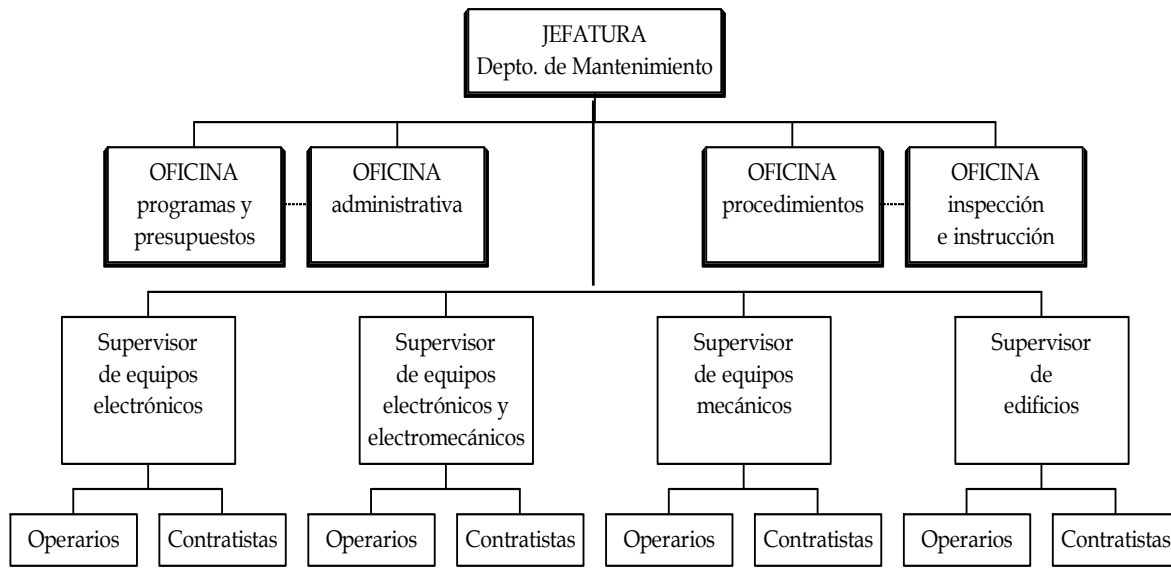 JEFATURA
Depto. de Mantenimiento
OFICINA
programas y
presupuestos
OFICINA
administrativa
OFICINA
procedimientos
OFICINA
inspección
e instrucción
Supervisor
de equipos
electrónicos
Supervisor
de equipos
electrónicos y
electromecánicos
Supervisor
de equipos
mecánicos
Supervisor
de
edificios
Operarios
Contratistas
Operarios
Contratistas
Operarios
Contratistas
Operarios
Contratistas